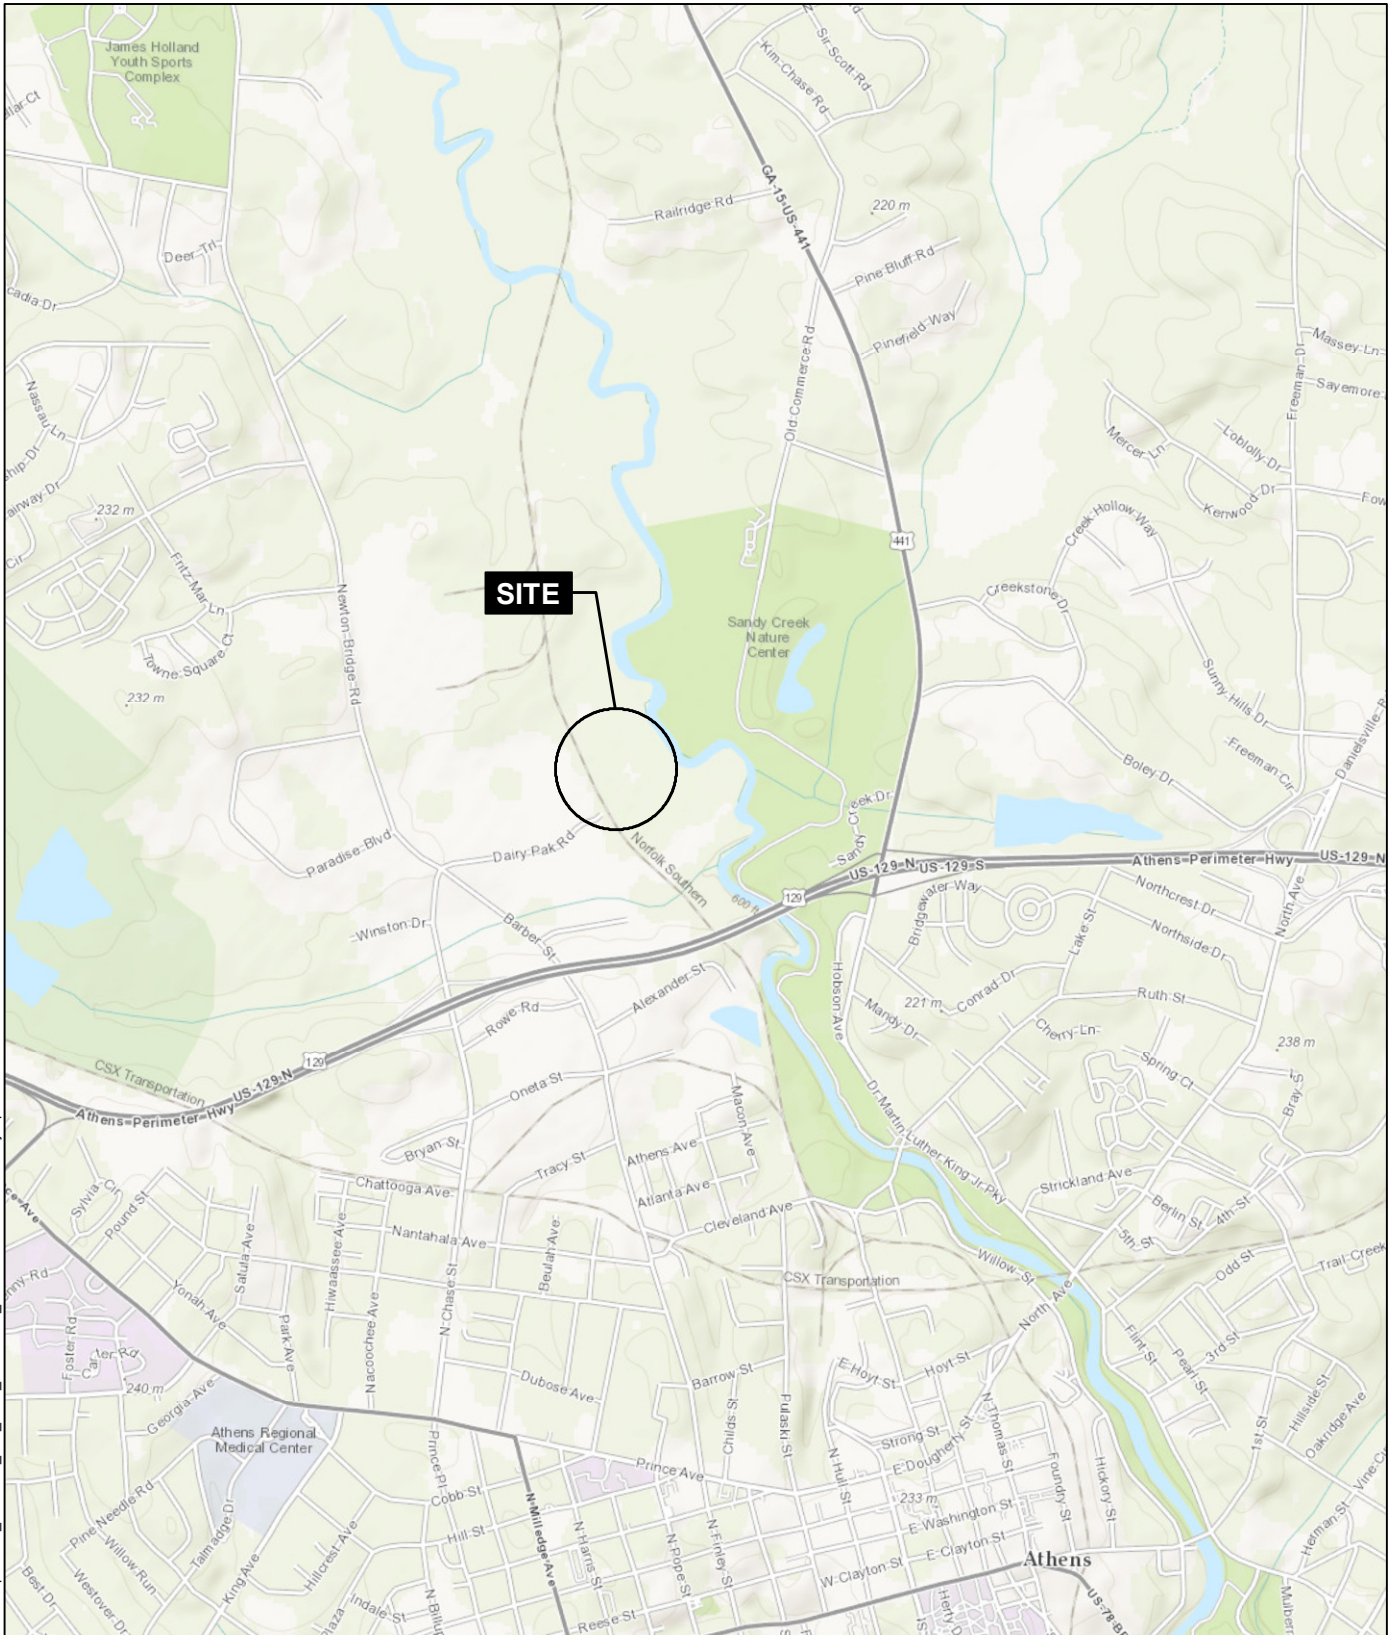 James Holland
Youth Sports
Complex
Kim-Chase Rd
Sir-Scott-Rd
GA-15-US-441
Railridge Rd
220 m
Deer-Trl
Pine-Bluff-Rd
Pinefield-Way
Old-Commerce-Rd
Massey-Ln
Freeman-Dr
Sayemore
Nassau-Ln
Mercer Ln
Loblolly-Dr
Kenwood-Dr
232 m
441
Creek-Hollow-Way
Fritz-Mar Ln
SITE
Newton-Bridge-Rd
Creekstone-Dr
Sandy Creek
Nature
Center
Towne-Square-Ct
232 m
Sunny-Hills-Dr
Danielsville-R
Freeman-Cir
Boley-Dr
Sandy-Creek-Dr
Paradise-Blvd
Dairy-Pak-Rd
Norfolk Southern
US-129-N
US-129-S
Athens-Perimeter-Hwy
US-129-N
129
600 ft
Bridgewater-Way
Northcrest-Dr
North-Ave
Winston-Dr
Barber-St
Lake-St
Northside-Dr
Alexander-St
Hobson-Ave
221 m
Conrad-Dr
Ruth-St
Rowe-Rd
Mandy-Dr
Cherry-Ln
238 m
Spring-Ct
CSX Transportation
US-129-N
129
Athens-Perimeter-Hwy
Oneta-St
Macon-Ave
Dr-Martin-Luther-King-Jr-Pky
Bray-S
Bryan-St
Tracy-St
Athens-Ave
Chattooga-Ave
Atlanta-Ave
Strickland-Ave
Sylvia-Cir
Pound-St
Cleveland-Ave
Berlin-St
4th-St
5th-St
Satula-Ave
Hiwaassee-Ave
Nantahala-Ave
Beulah-Ave
Willow-St
Odd-St
Trail-Creek
CSX Transportation
Yonah-Ave
N-Chase-St
North-Ave
Foster-Rd
Carter-Rd
Park-Ave
Nacoochee-Ave
Flint-St
3rd-St
Pearl-St
240 m
Georgia-Ave
Dubose-Ave
Barrow-St
E-Hoyt-St
Hoyt-St
Hillside-St
Oakridge-Ave
Athens Regional
Medical Center
Prince-Pl
Childs-St
Pulaski-St
N-Thomas-St
Strong-St
E-Dougherty-St
1st-St
Prince-Ave
N-Hull-St
Foundry-St
Hickory-St
Cobb-St
233 m
Pine-Needle-Rd
Talmadge-Dr
Hill-St
N-Milledge-Ave
E-Washington-St
Herman-St
Willow-Run
King-Ave
Hillcrest-Ave
N-Harris-St
N-Pope-St
N-Finley-St
E-Clayton-St
W-Clayton-St
Athens
Best-Dr
Westover-Dr
Reese-St